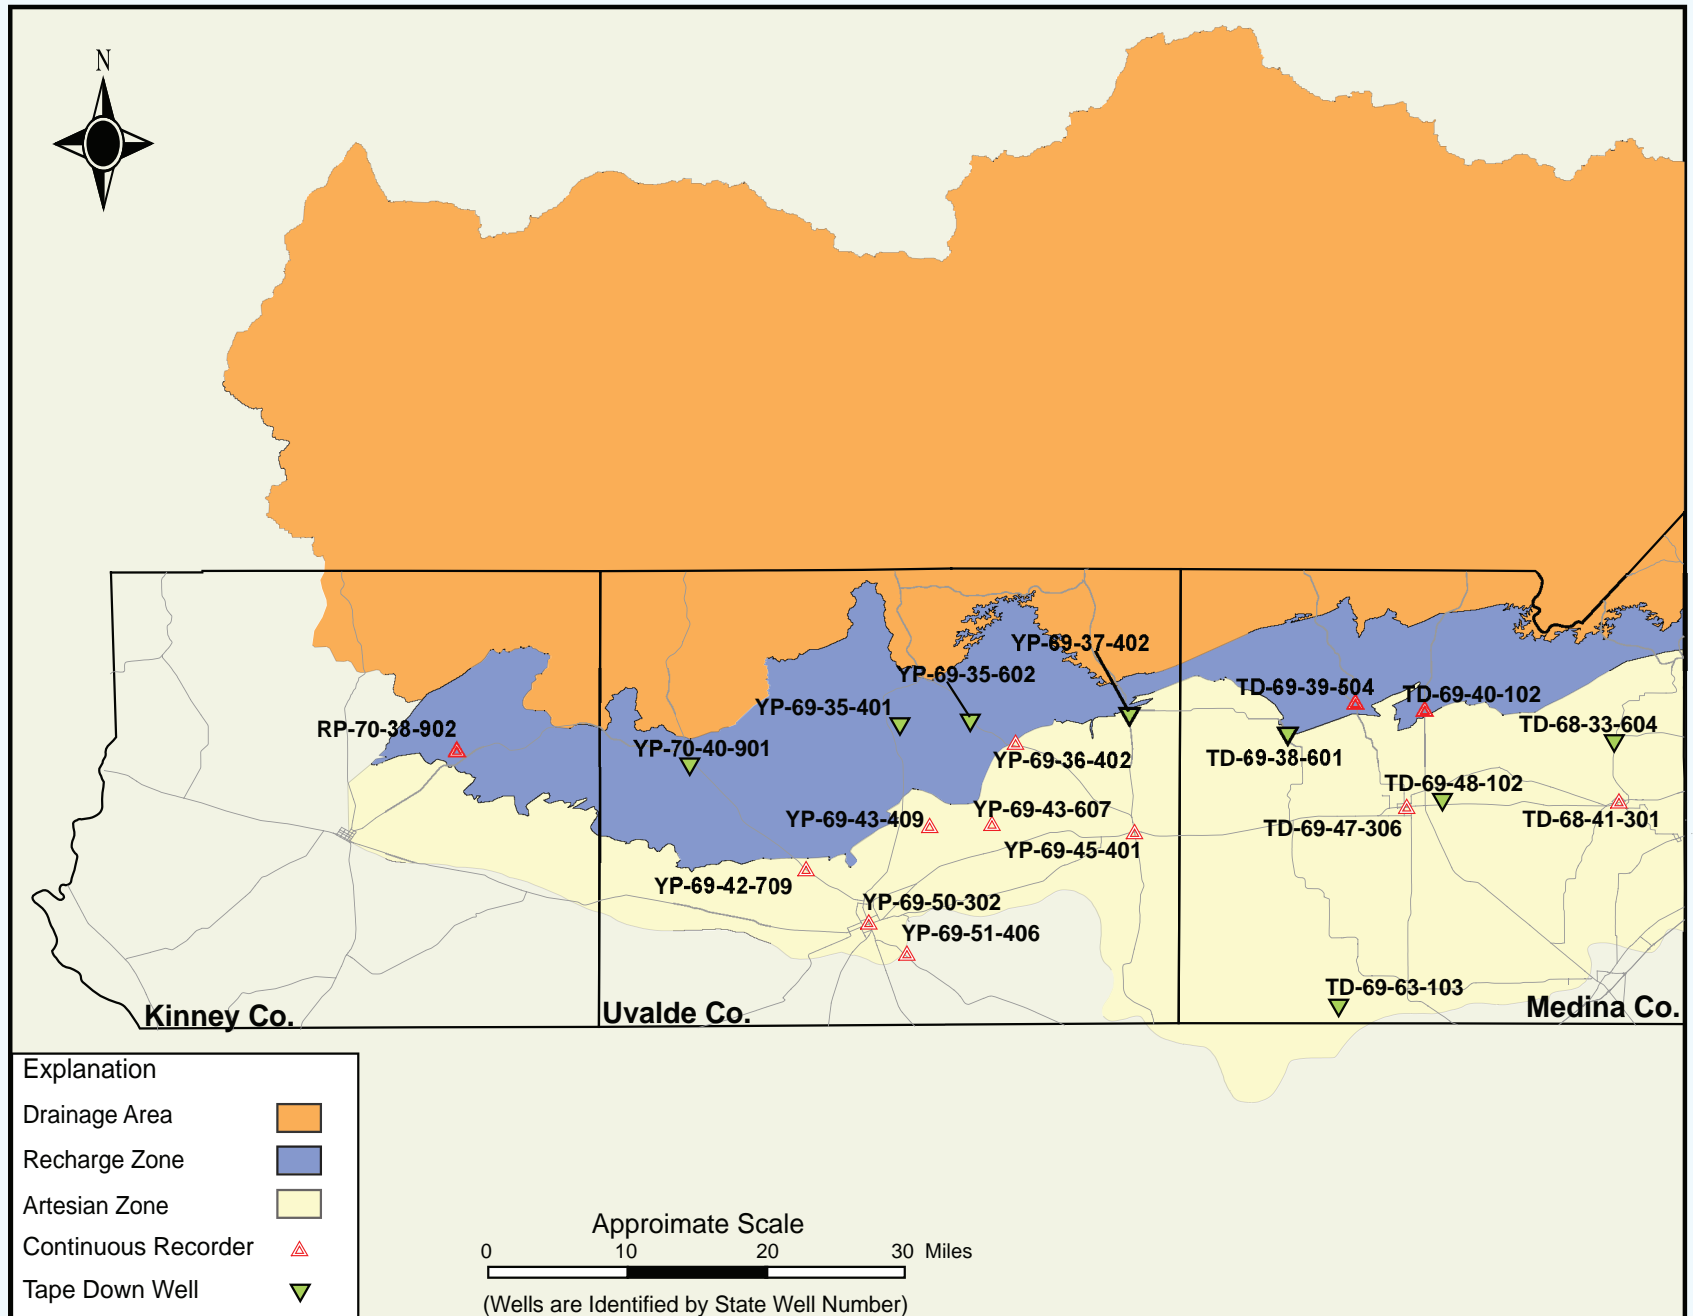 N
YP-69-37-402
YP-69-35-602
TD-69-39-504
TD-69-40-102
YP-69-35-401
RP-70-38-902
TD-68-33-604
YP-70-40-901
YP-69-36-402
TD-69-38-601
TD-69-48-102
YP-69-43-409
YP-69-43-607
TD-69-47-306
TD-68-41-301
YP-69-45-401
YP-69-42-709
YP-69-50-302
YP-69-51-406
TD-69-63-103
Kinney Co.
Uvalde Co.
Medina Co.
Explanation
Drainage Area
Recharge Zone
Artesian Zone
Continuous Recorder
Tape Down Well
Approimate Scale
0 10 20 30 Miles
(Wells are Identified by State Well Number)